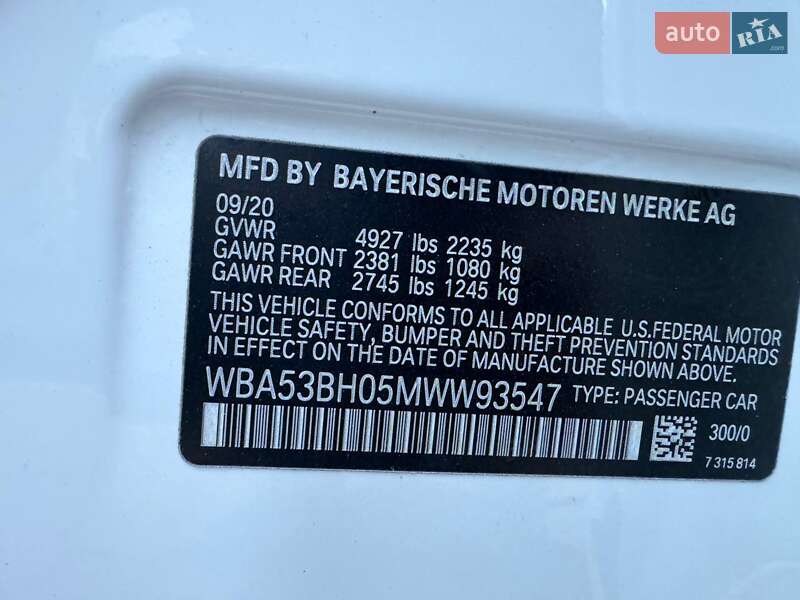 auto RIA .com
MFD BY BAYERISCHE MOTOREN WERKE AG
09/20
GVWR 4927 lbs 2235 kg
GAWR FRONT 2381 lbs 1080 kg
GAWR REAR 2745 lbs 1245 kg
THIS VEHICLE CONFORMS TO ALL APPLICABLE U.S.FEDERAL MOTOR
VEHICLE SAFETY, BUMPER AND THEFT PREVENTION STANDARDS
IN EFFECT ON THE DATE OF MANUFACTURE SHOWN ABOVE.
WBA53BH05MWW93547 TYPE: PASSENGER CAR
300/0
7 315 814